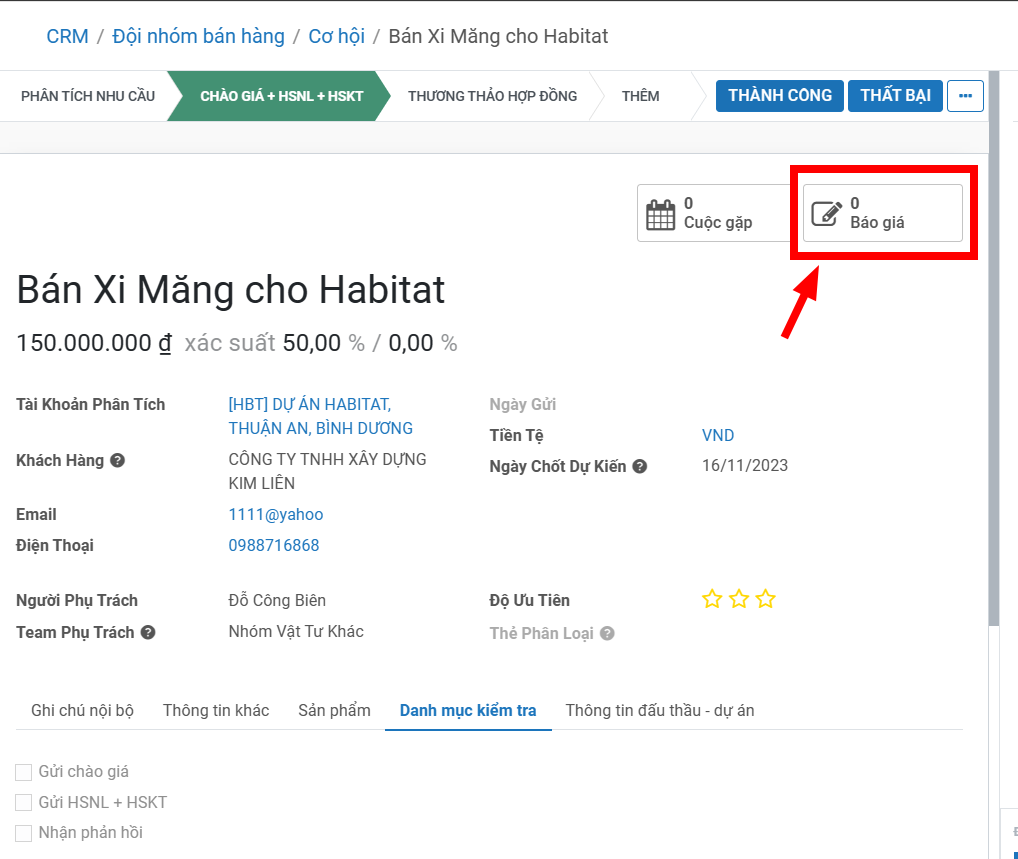 CRM / Đội nhóm bán hàng / Cơ hội / Bán Xi Măng cho Habitat
PHÂN TÍCH NHU CẦU CHÀO GIÁ + HSNL + HSKT THƯƠNG THẢO HỢP ĐỒNG THÊM THÀNH CÔNG THẤT BẠI ...
0 0
Cuộc gặp Báo giá
Bán Xi Măng cho Habitat
150.000.000 ₫ xác suất 50,00 % / 0,00 %
Tài Khoản Phân Tích [HBT] DỰ ÁN HABITAT, Ngày Gửi
THUẬN AN, BÌNH DƯƠNG Tiền Tệ VND
Khách Hàng ? CÔNG TY TNHH XÂY DỰNG Ngày Chốt Dự Kiến ? 16/11/2023
KIM LIÊN
Email 1111@yahoo
Điện Thoại 0988716868
Người Phụ Trách Đỗ Công Biên Độ Ưu Tiên
Team Phụ Trách ? Nhóm Vật Tư Khác Thẻ Phân Loại ?
Ghi chú nội bộ Thông tin khác Sản phẩm Danh mục kiểm tra Thông tin đấu thầu - dự án
Gửi chào giá
Gửi HSNL + HSKT
Nhận phản hồi